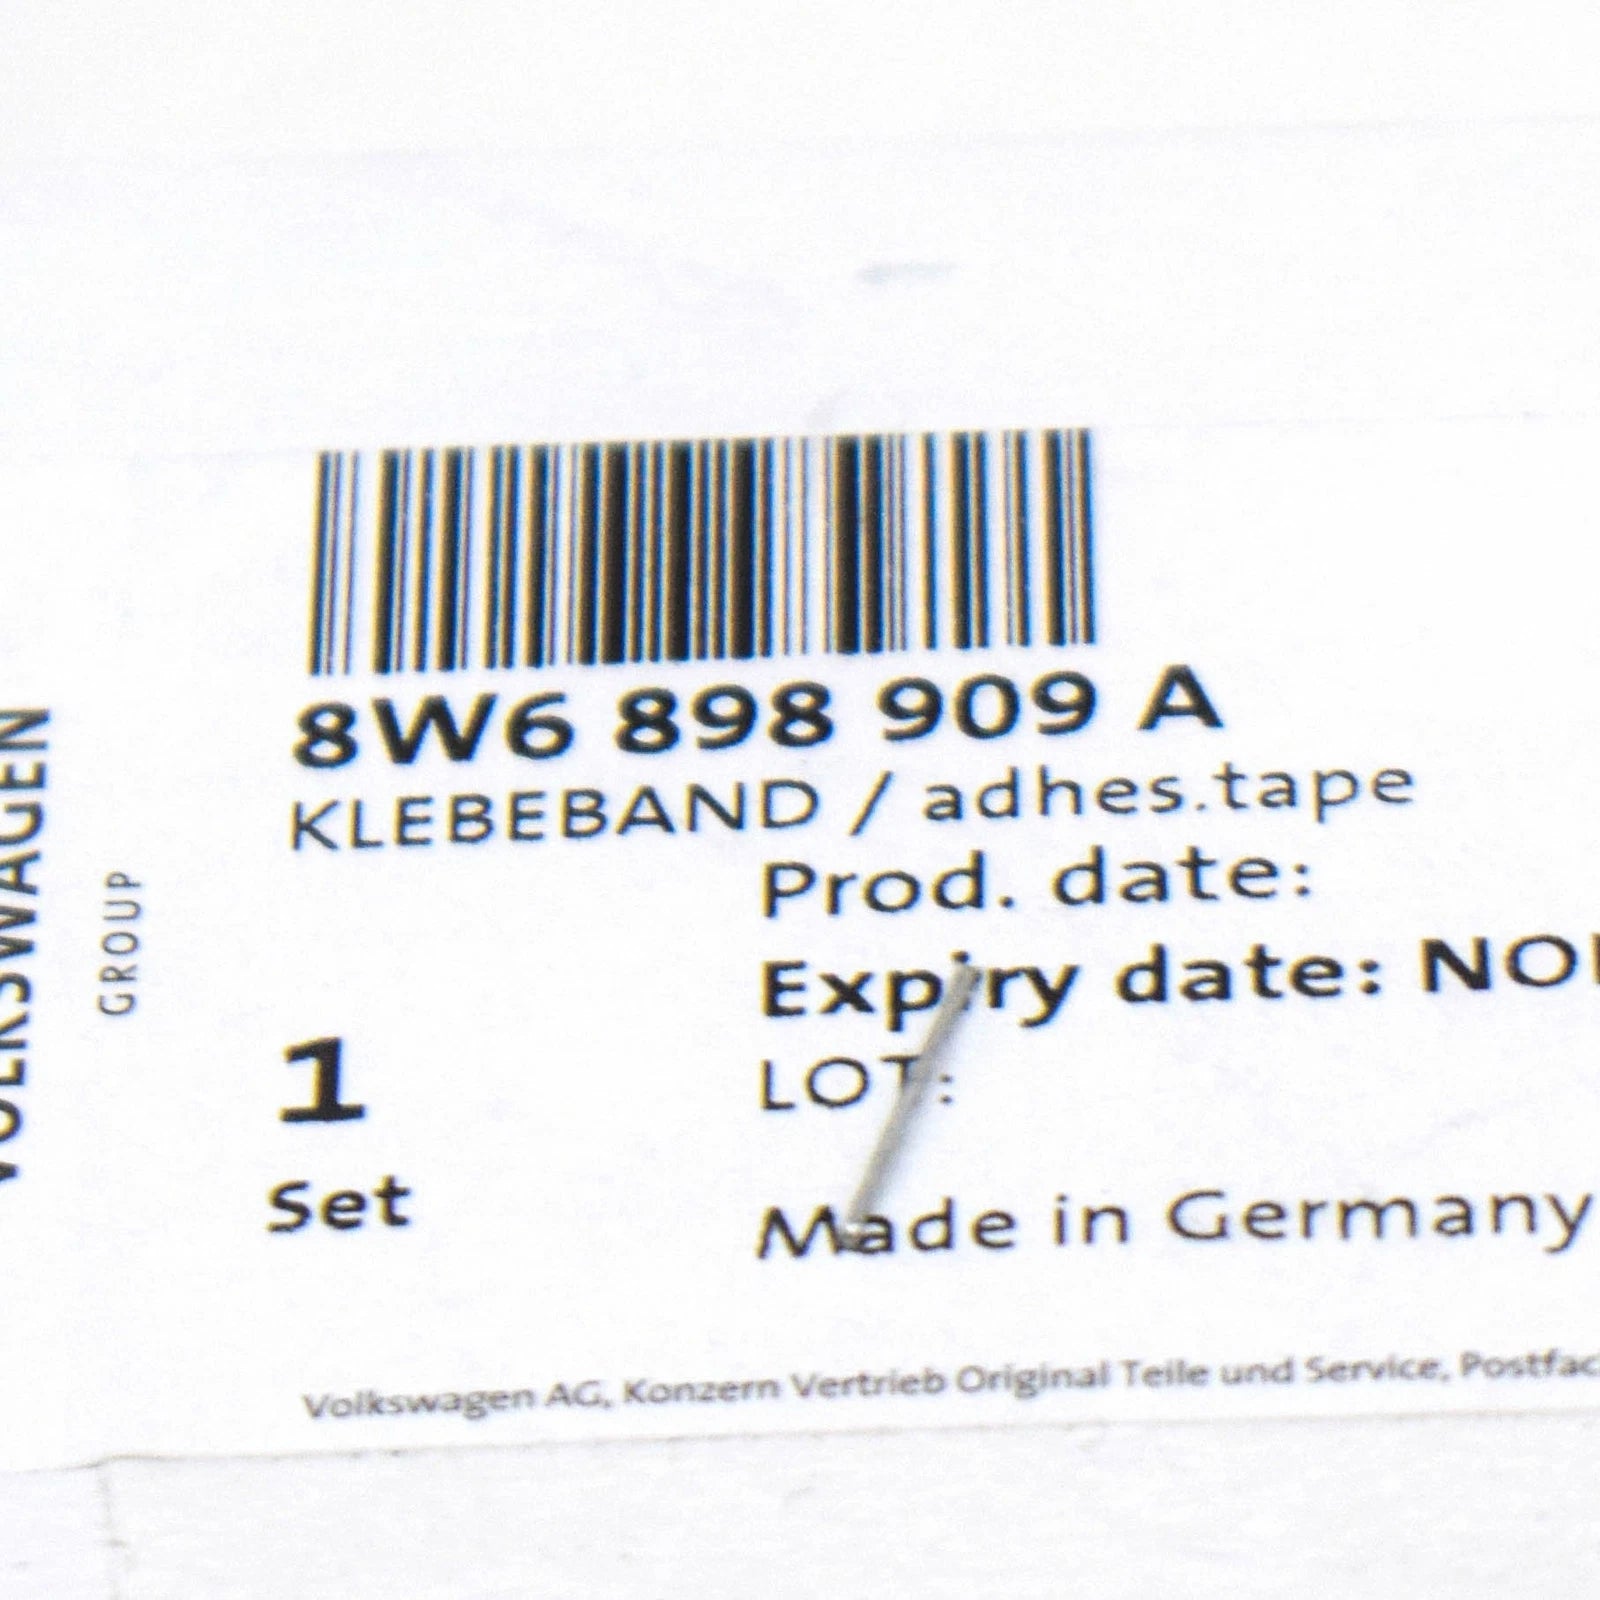 VOLKSWAGEN
GROUP
8W6 898 909 A
KLEBEBAND / adhes.tape
Prod. date:
Expiry date:
LOT:
1
Set
Made in Germany
Volkswagen AG, Konzern Vertrieb Original Teile und Service,